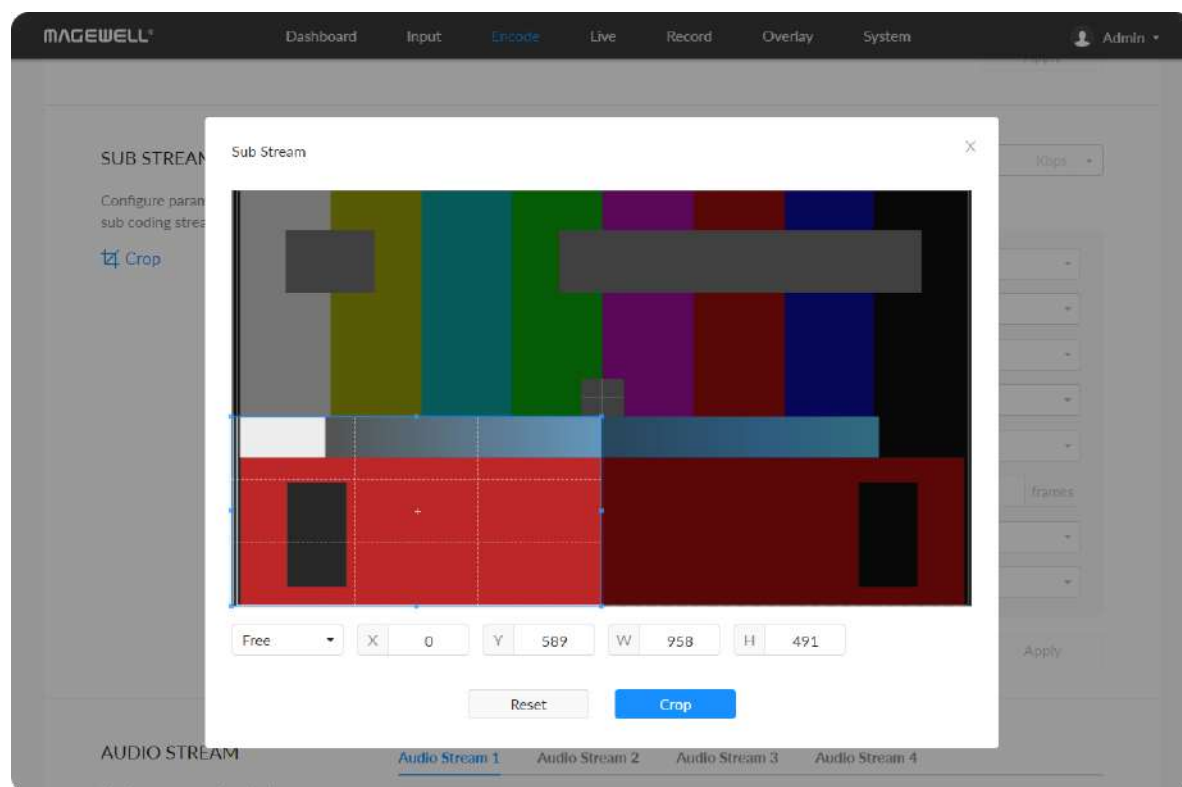 MAGEWELL® Dashboard Input Encode Live Record Overlay System Admin
Apply
SUB STREAM
Sub Stream
X
Kbps
Configure param
sub coding strea
Crop
frames
Free X 0 Y 589 W 958 H 491
Apply
Reset Crop
AUDIO STREAM
Audio Stream 1 Audio Stream 2 Audio Stream 3 Audio Stream 4